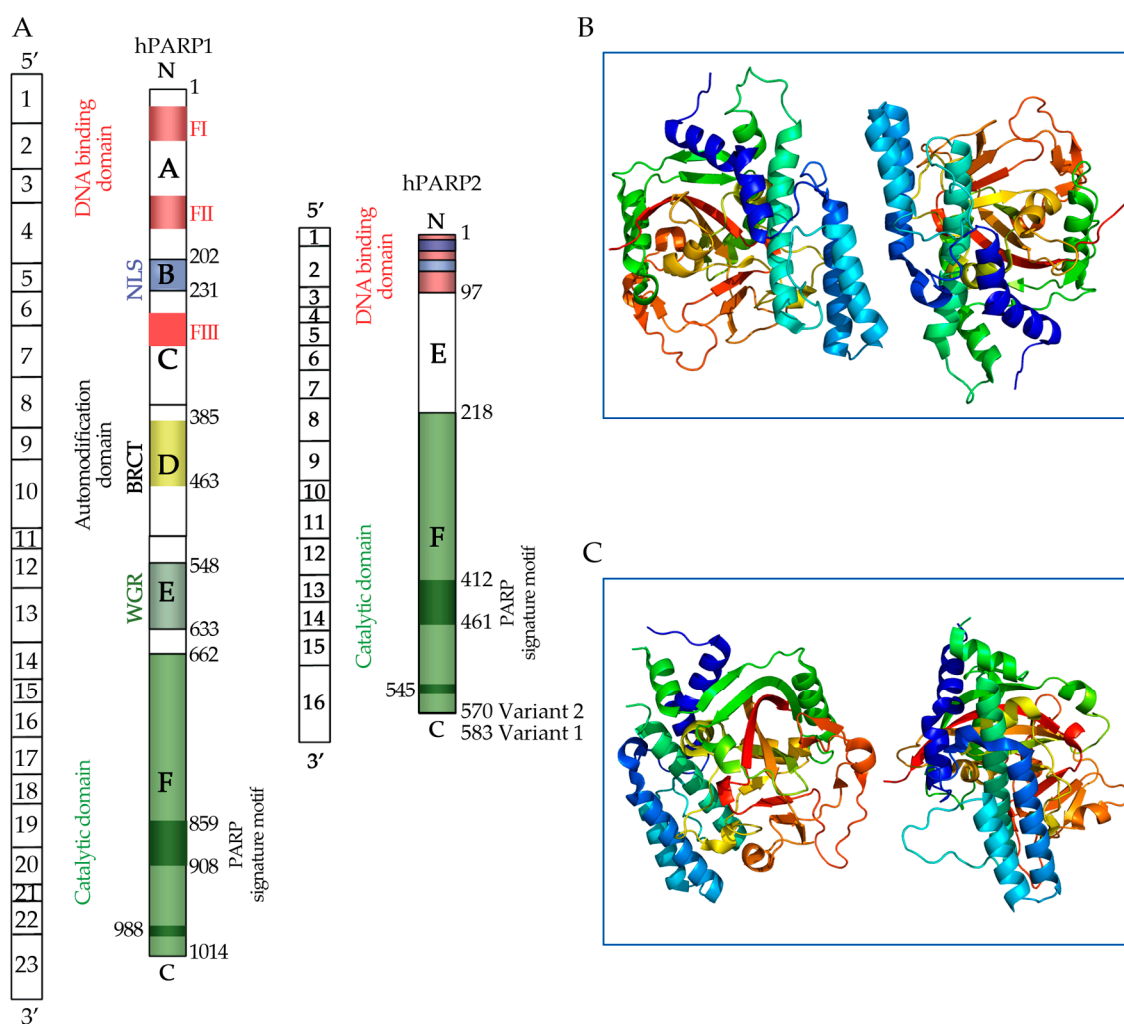 A
5′
1
2
3
4
5
6
7
8
9
10
11
12
13
14
15
16
17
18
19
20
21
22
23
3′
hPARP1
N
1
DNA binding
domain
FI
A
FII
202
NLS
B
231
FIII
C
385
Automodification
domain
BRCT
D
463
548
WGR
E
633
662
Catalytic domain
F
859
PARP
signature motif
908
988
1014
C
5′
1
2
3
4
5
6
7
8
9
10
11
12
13
14
15
16
3′
hPARP2
N
1
DNA binding
domain
97
E
218
Catalytic domain
F
412
PARP
signature motif
461
545
570 Variant 2
C
583 Variant 1
B
C